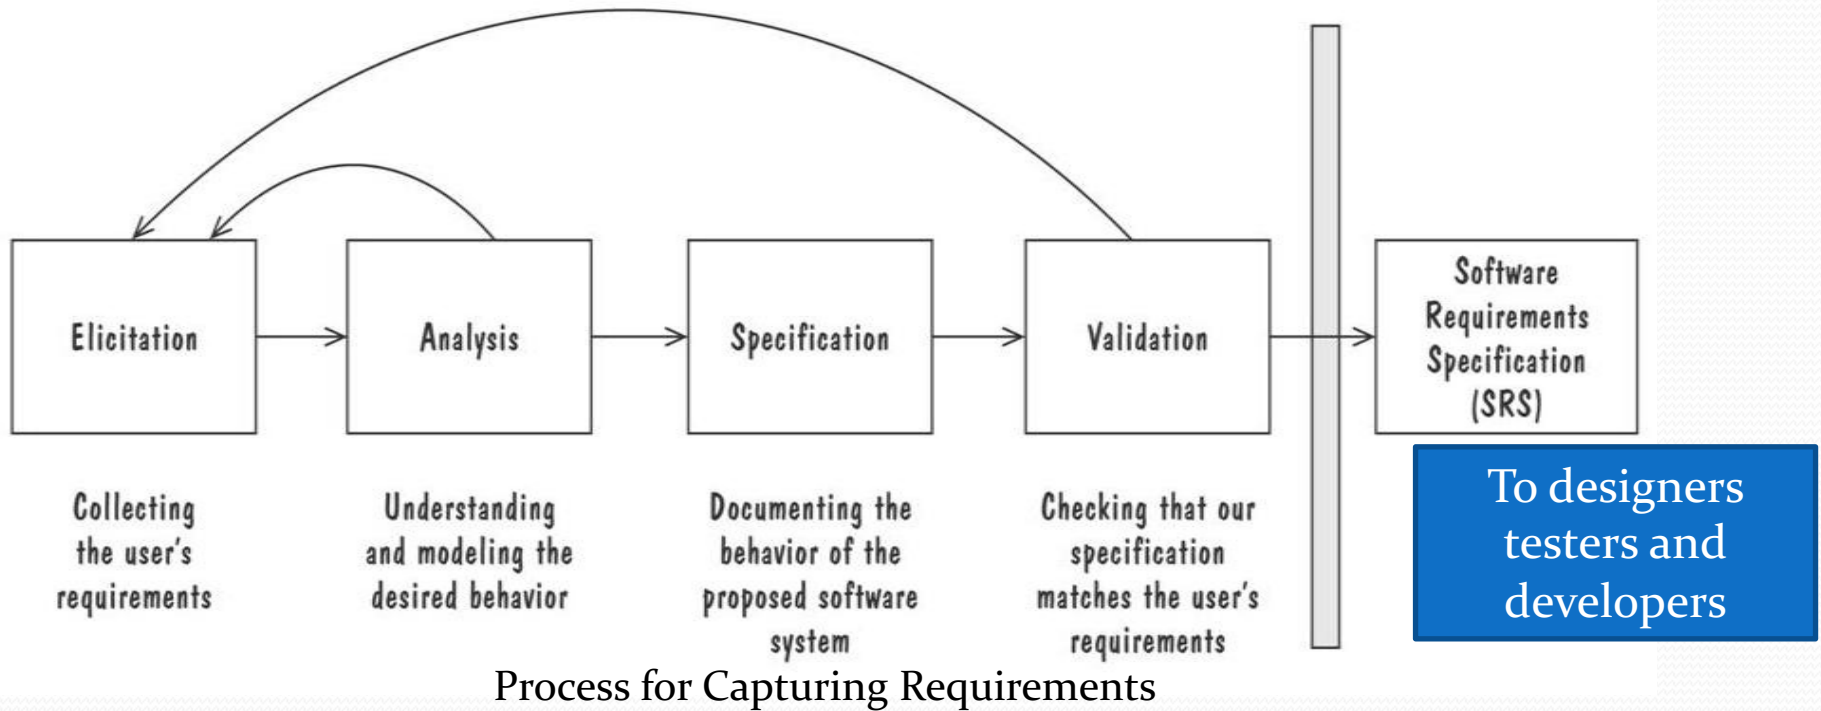 Elicitation
Analysis
Specification
Validation
Software
Requirements
Specification
(SRS)
Collecting
the user's
requirements
Understanding
and modeling the
desired behavior
Documenting the
behavior of the
proposed software
system
Checking that our
specification
matches the user's
requirements
To designers
testers and
developers
Process for Capturing Requirements